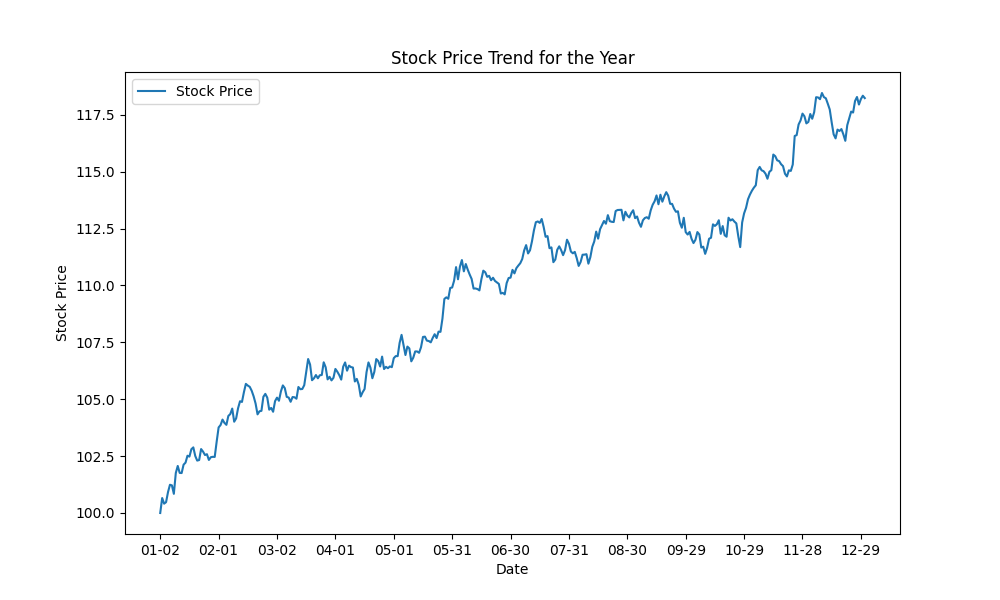 Stock Price Trend for the Year
Stock Price
117.5
115.0
112.5
110.0
107.5
105.0
102.5
100.0
Stock Price
01-02 02-01 03-02 04-01 05-01 05-31 06-30 07-31 08-30 09-29 10-29 11-28 12-29
Date